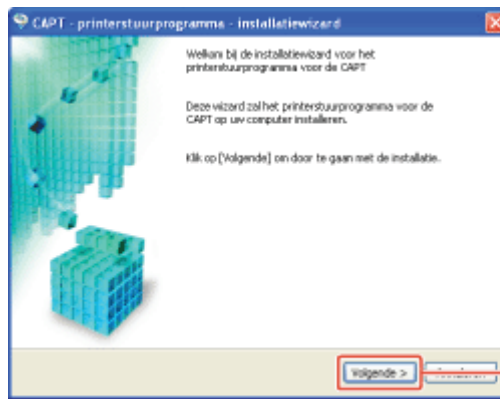 CAPT - printerstuurprogramma - installatiewizard
Welkom bij de installatiewizard voor het
printerstuurprogramma voor de CAPT
Deze wizard zal het printerstuurprogramma voor de
CAPT op uw computer installeren.
Klik op [Volgende] om door te gaan met de installatie.
Volgende >